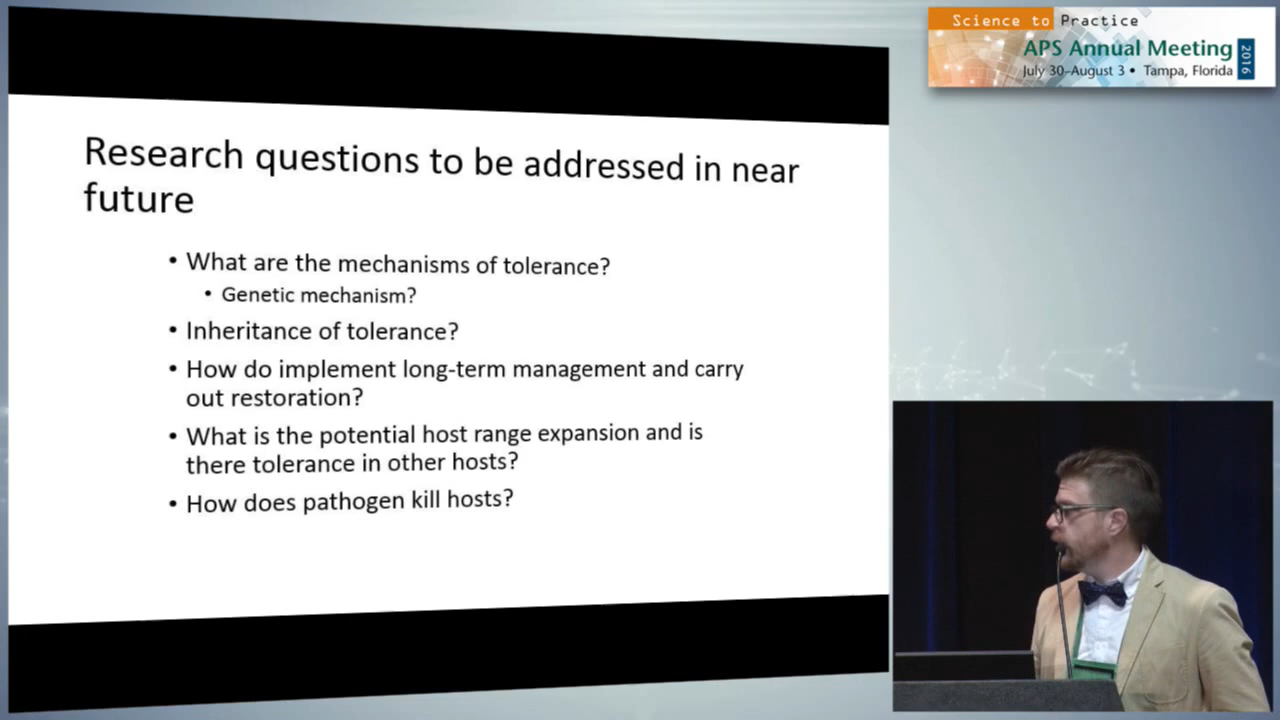 Science to Practice
APS Annual Meeting
2016
July 30–August 3 • Tampa, Florida
Research questions to be addressed in near
future
• What are the mechanisms of tolerance?
• Genetic mechanism?
• Inheritance of tolerance?
• How do implement long-term management and carry
out restoration?
• What is the potential host range expansion and is
there tolerance in other hosts?
• How does pathogen kill hosts?